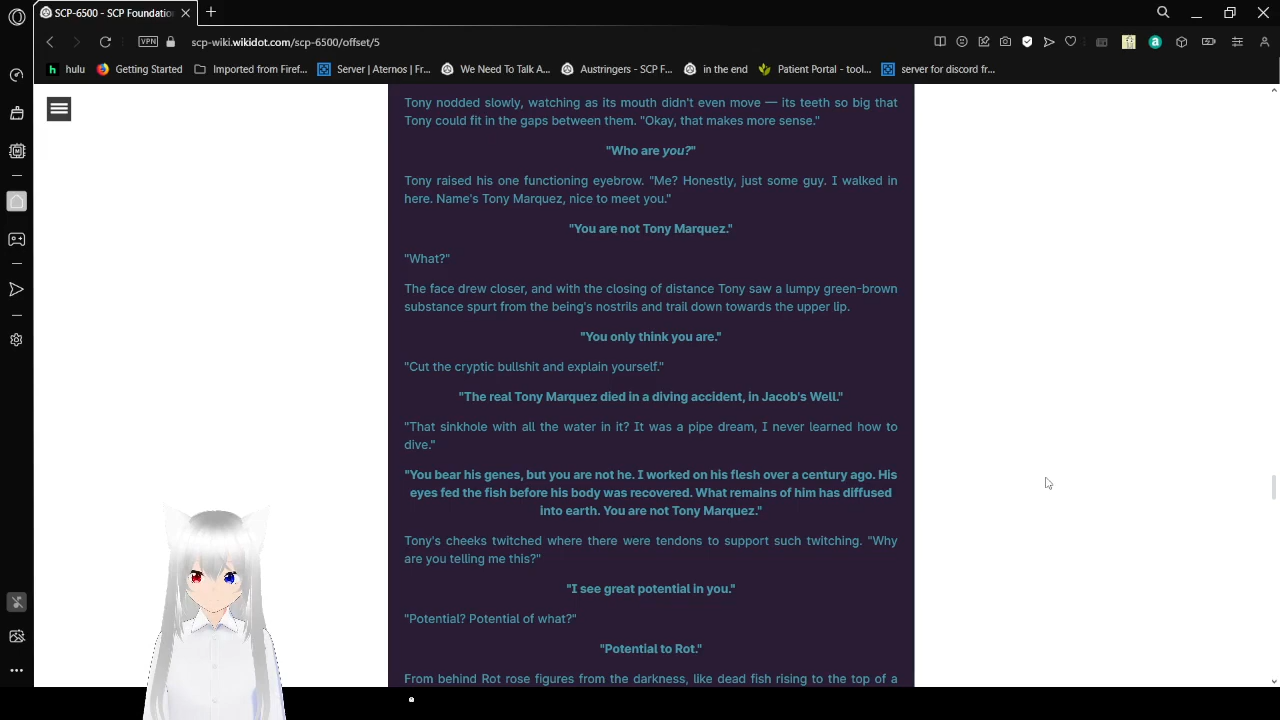 SCP-6500 - SCP Foundatio
VPN
scp-wiki.wikidot.com/scp-6500/offset/5
hulu
Getting Started
Imported from Firef...
Server | Aternos | Fr...
We Need To Talk A...
Austringers - SCP F...
in the end
Patient Portal - tool...
server for discord fr...
Tony nodded slowly, watching as its mouth didn't even move — its teeth so big that
Tony could fit in the gaps between them. "Okay, that makes more sense."
"Who are you?"
Tony raised his one functioning eyebrow. "Me? Honestly, just some guy. I walked in
here. Name's Tony Marquez, nice to meet you."
"You are not Tony Marquez."
"What?"
The face drew closer, and with the closing of distance Tony saw a lumpy green-brown
substance spurt from the being's nostrils and trail down towards the upper lip.
"You only think you are."
"Cut the cryptic bullshit and explain yourself."
"The real Tony Marquez died in a diving accident, in Jacob's Well."
"That sinkhole with all the water in it? It was a pipe dream, I never learned how to
dive."
"You bear his genes, but you are not he. I worked on his flesh over a century ago. His
eyes fed the fish before his body was recovered. What remains of him has diffused
into earth. You are not Tony Marquez."
Tony's cheeks twitched where there were tendons to support such twitching. "Why
are you telling me this?"
"I see great potential in you."
"Potential? Potential of what?"
"Potential to Rot."
From behind Rot rose figures from the darkness, like dead fish rising to the top of a